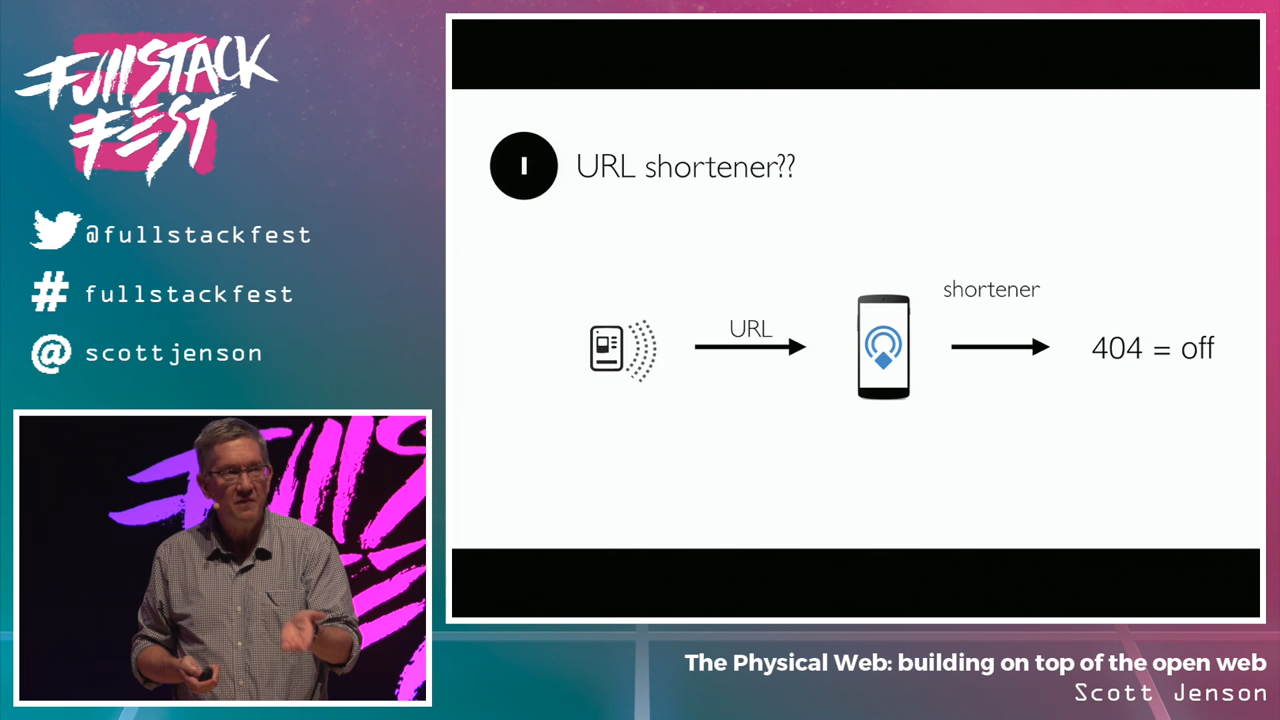 FullSTACK
FEST
@fullstackfest
# fullstackfest
@ scottjenson
I URL shortener??
URL
shortener
404 = off
The Physical Web: building on top of the open web
Scott Jenson